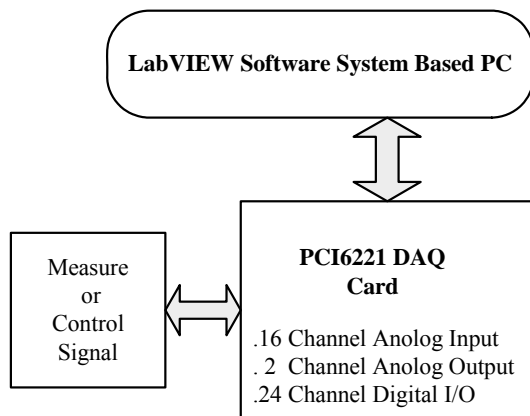 LabVIEW Software System Based PC
Measure
or
Control
Signal
PCI6221 DAQ
Card
.16 Channel Anolog Input
. 2 Channel Anolog Output
.24 Channel Digital I/O